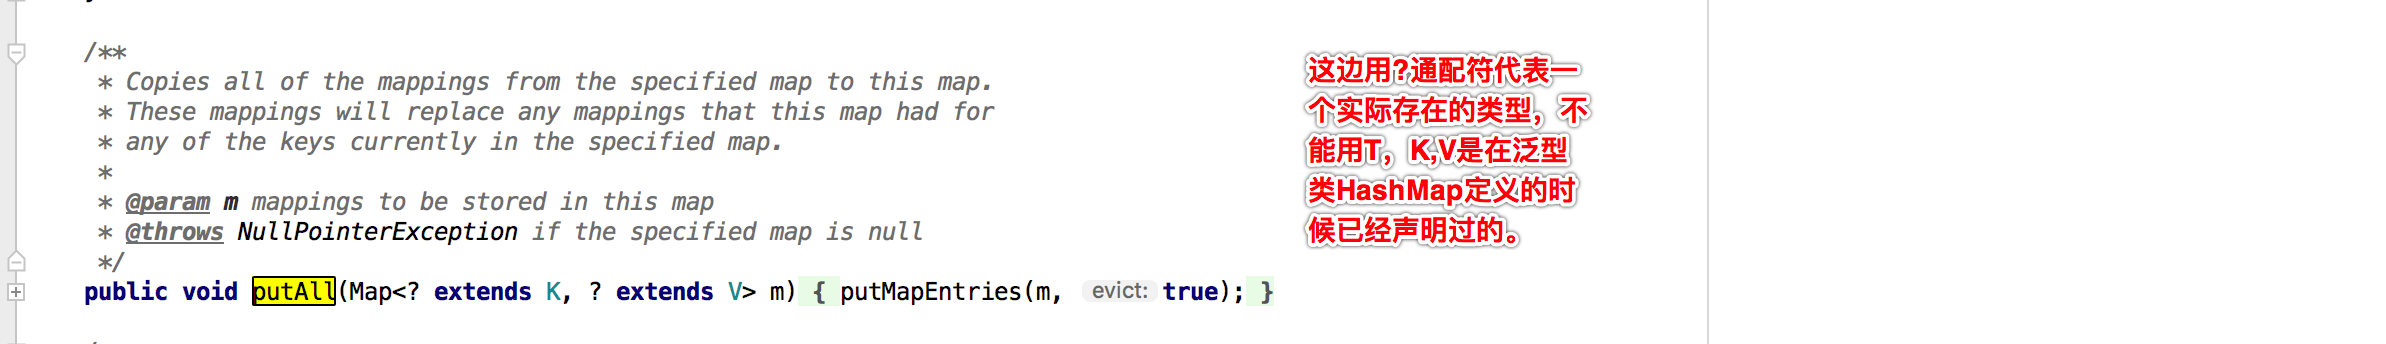 /**
* Copies all of the mappings from the specified map to this map.
* These mappings will replace any mappings that this map had for
* any of the keys currently in the specified map.
*
* @param m mappings to be stored in this map
* @throws NullPointerException if the specified map is null
*/
public void putAll(Map<? extends K, ? extends V> m) { putMapEntries(m, evict: true); }
这边用?通配符代表一
个实际存在的类型，不
能用T，K,V是在泛型
类HashMap定义的时
候已经声明过的。